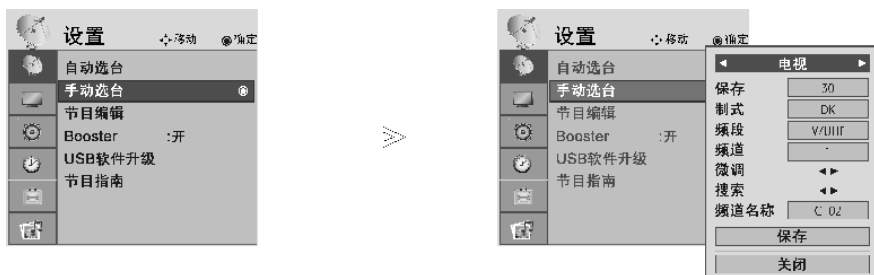 设置 移动 确定
自动选台
手动选台
节目编辑
Booster :开
USB软件升级
节目指南
设置 移动 确定
自动选台
手动选台
节目编辑
Booster :开
USB软件升级
节目指南
电视
保存 30
制式 DK
频段 V/UHF
频道
微调
搜索
频道名称 C 02
保存
关闭